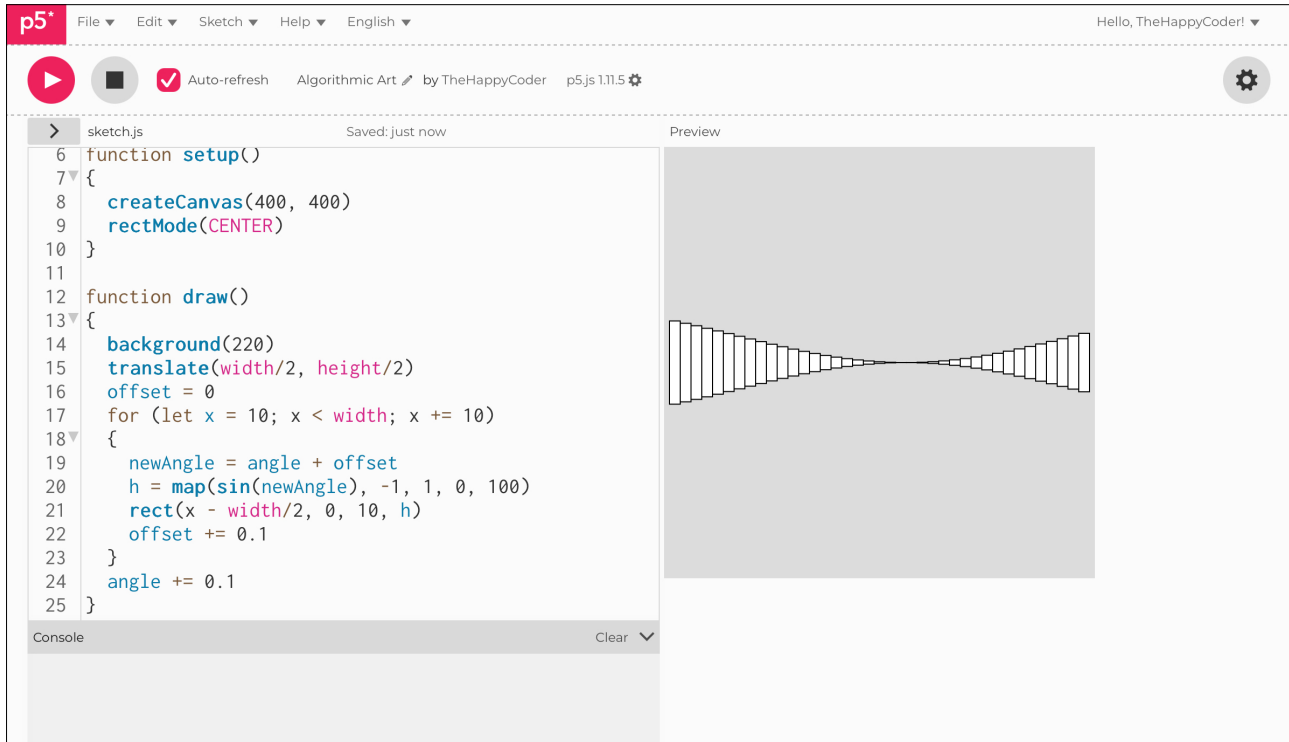 p5* File Edit Sketch Help English Hello, TheHappyCoder!
Auto-refresh Algorithmic Art by TheHappyCoder p5.js 1.11.5
sketch.js Saved: just now Preview
6 function setup()
7 {
8 createCanvas(400, 400)
9 rectMode(CENTER)
10 }
11
12 function draw()
13 {
14 background(220)
15 translate(width/2, height/2)
16 offset = 0
17 for (let x = 10; x < width; x += 10)
18 {
19 newAngle = angle + offset
20 h = map(sin(newAngle), -1, 1, 0, 100)
21 rect(x - width/2, 0, 10, h)
22 offset += 0.1
23 }
24 angle += 0.1
25 }
Console Clear